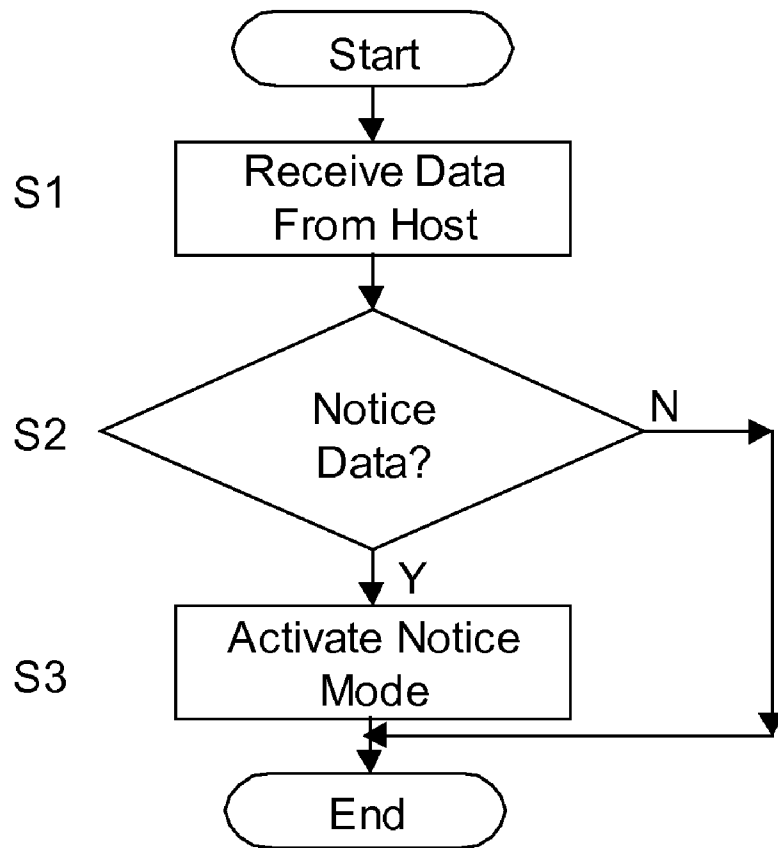 Start
S1
Receive Data
From Host
S2
Notice
Data?
N
Y
S3
Activate Notice
Mode
End